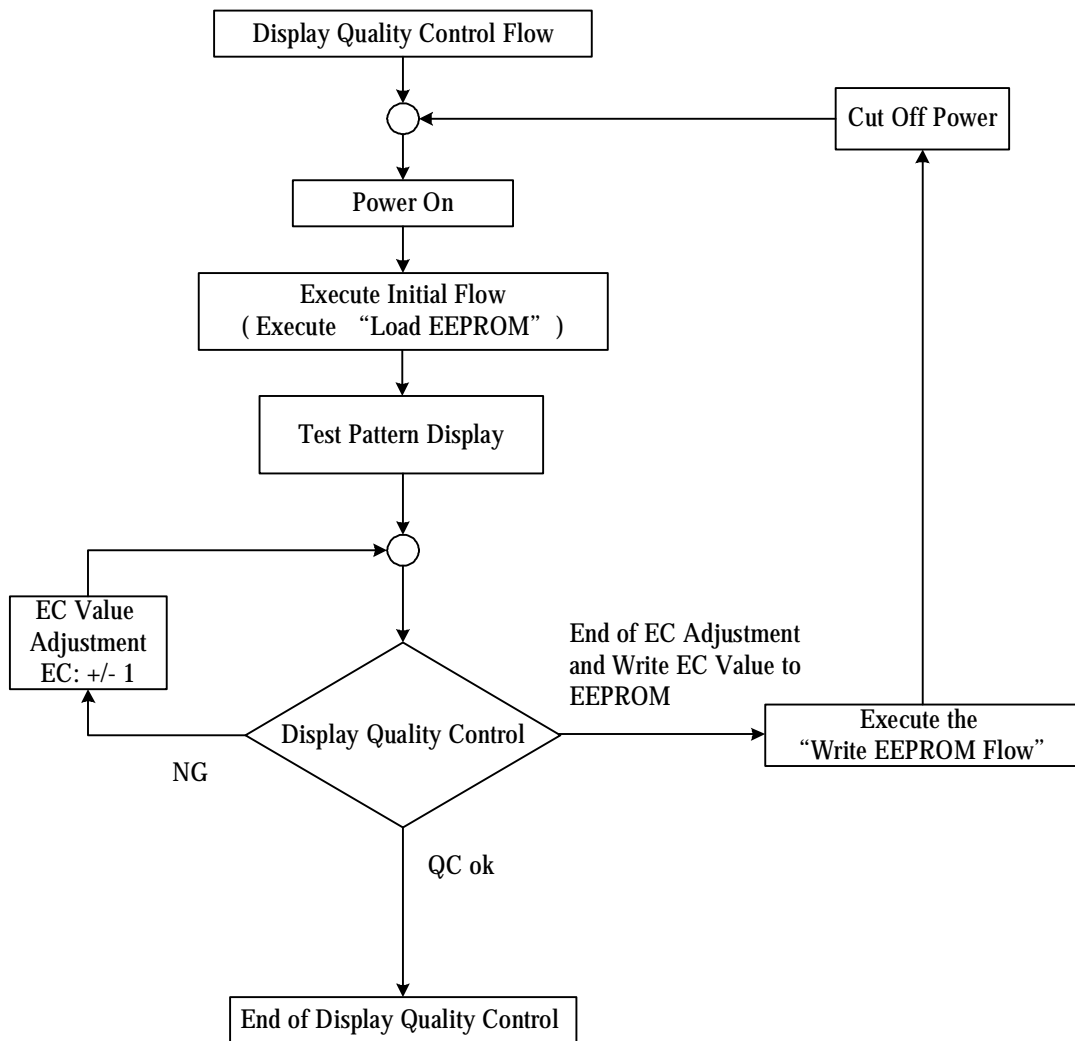 Display Quality Control Flow
Cut Off Power
Power On
Execute Initial Flow
( Execute “Load EEPROM” )
Test Pattern Display
EC Value
Adjustment
EC: +/- 1
End of EC Adjustment
and Write EC Value to
EEPROM
Display Quality Control
Execute the
“Write EEPROM Flow”
NG
QC ok
End of Display Quality Control